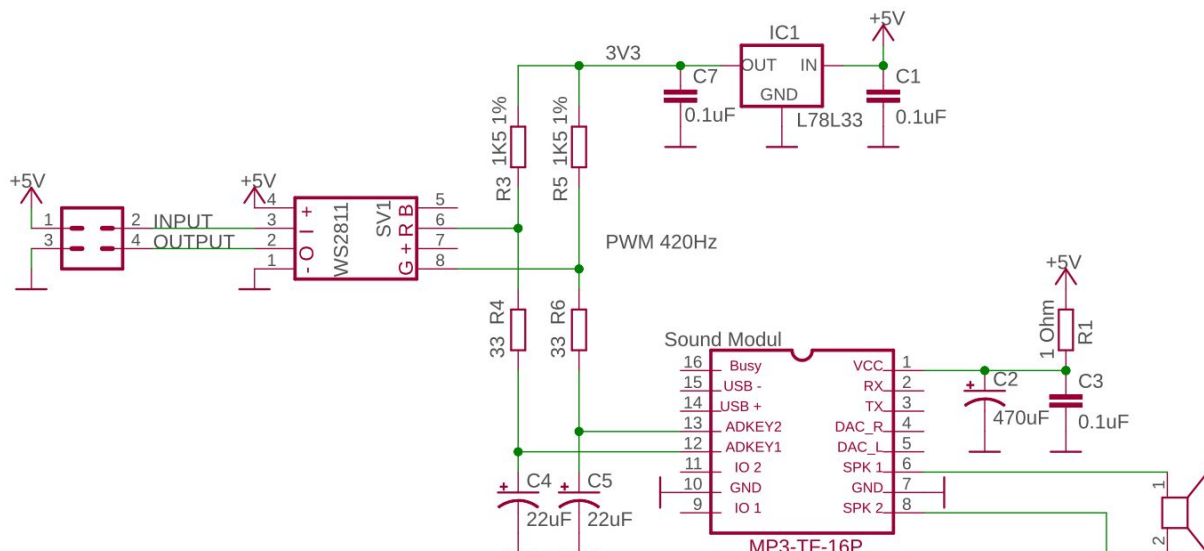 +5V
IC1
3V3
OUT IN
GND
L78L33
C7
0.1uF
C1
0.1uF
1K5 1%
R3
1K5 1%
R5
+5V
1 2 INPUT
3 4 OUTPUT
+5V
4 +
3 I
2 O
1 -
WS2811
SV1
B 5
R 6
+ 7
G 8
PWM 420Hz
33 R4
33 R6
+5V
1 Ohm
R1
Sound Modul
16 Busy VCC 1
15 USB - RX 2
14 USB + TX 3
13 ADKEY2 DAC_R 4
12 ADKEY1 DAC_L 5
11 IO 2 SPK 1 6
10 GND GND 7
9 IO 1 SPK 2 8
MP3-TF-16P
+ C2
470uF
C3
0.1uF
+ C4
22uF
+ C5
22uF
1
2